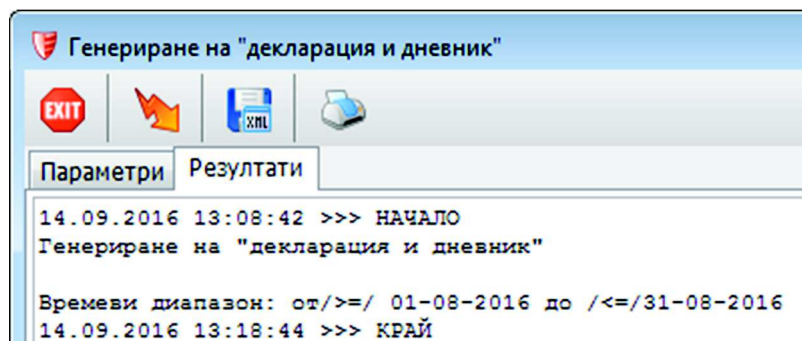 Генериране на "декларация и дневник"
EXIT
XML
Параметри Резултати
14.09.2016 13:08:42 >>> НАЧАЛО
Генериране на "декларация и дневник"
Времеви диапазон: от/>=/ 01-08-2016 до /<=/31-08-2016
14.09.2016 13:18:44 >>> КРАЙ